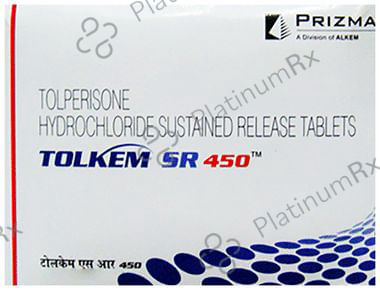 PRIZMA
A Division of ALKEM
TOLPERISONE
HYDROCHLORIDE SUSTAINED RELEASE TABLETS
TOLKEM SR 450™
टोलकेम एस आर 450
PlatinumRx
PlatinumRx
PlatinumRx
PlatinumRx